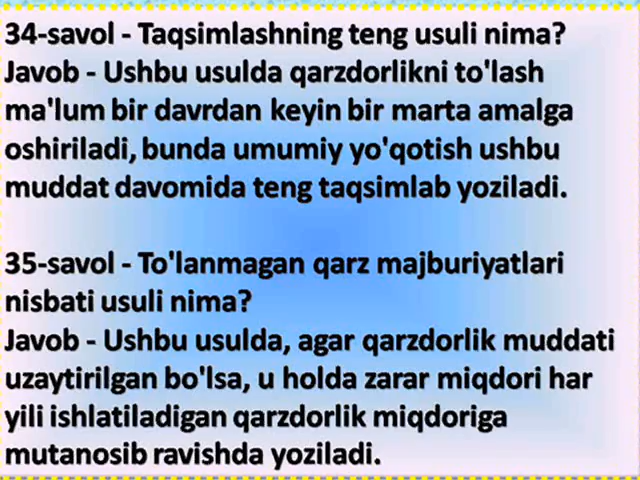 34-savol - Taqsimlashning teng usuli nima?
Javob - Ushbu usulda qarzdorlikni to'lash
ma'lum bir davrdan keyin bir marta amalga
oshiriladi, bunda umumiy yo'qotish ushbu
muddat davomida teng taqsimlab yoziladi.
35-savol - To'lanmagan qarz majburiyatlari
nisbati usuli nima?
Javob - Ushbu usulda, agar qarzdorlik muddati
uzaytirilgan bo'lsa, u holda zarar miqdori har
yili ishlatiladigan qarzdorlik miqdoriga
mutanosib ravishda yoziladi.